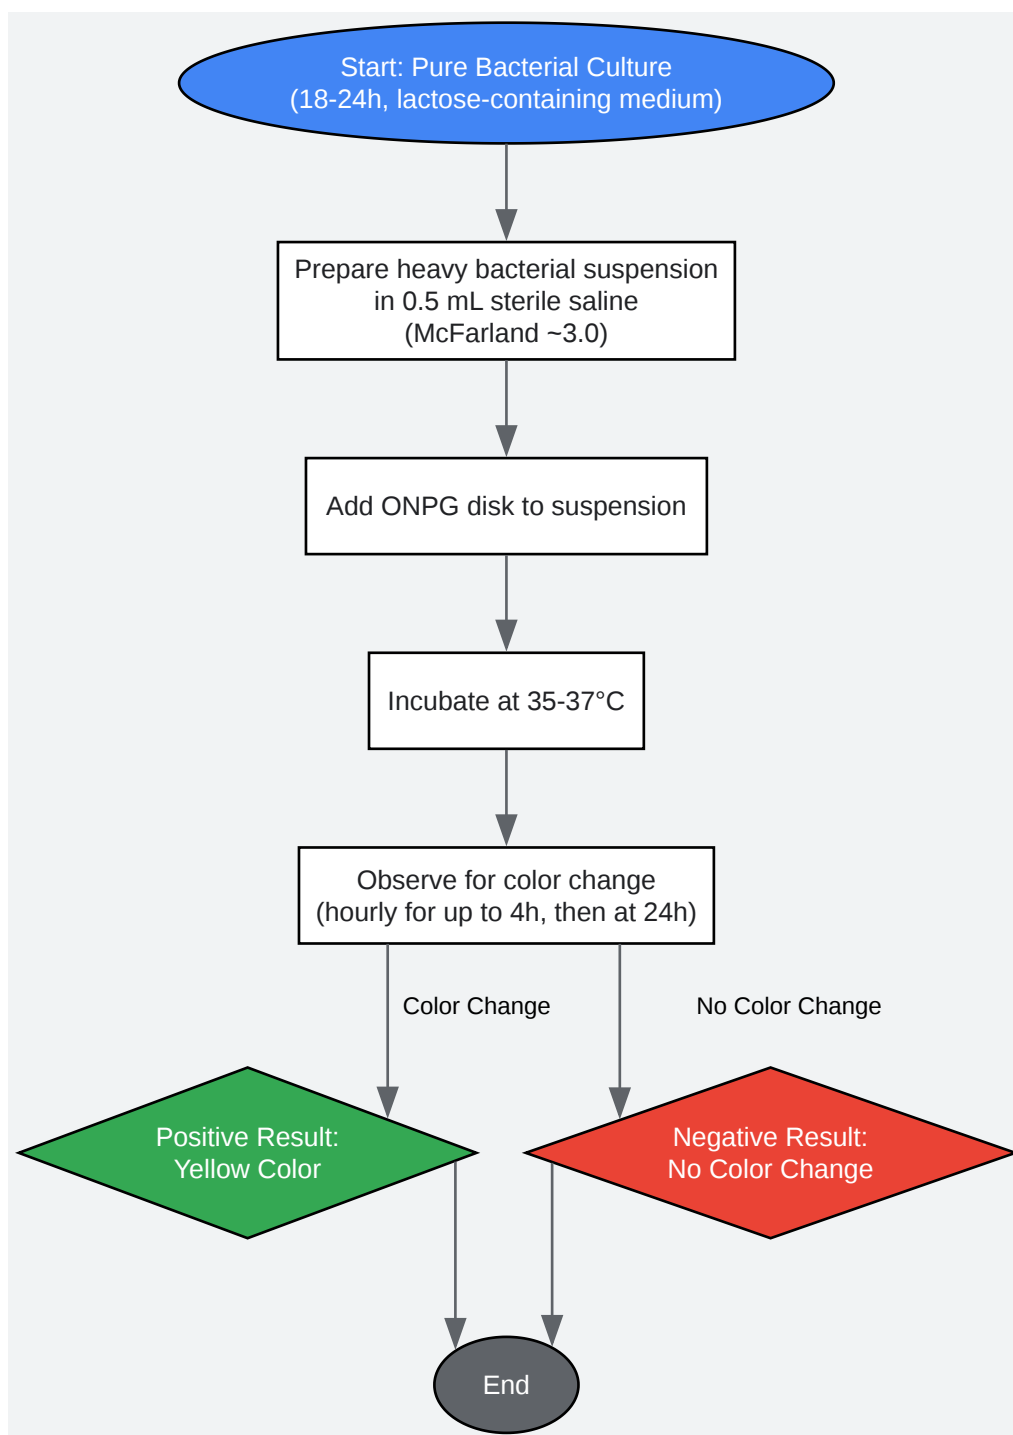 Start: Pure Bacterial Culture
(18-24h, lactose-containing medium)
Prepare heavy bacterial suspension
in 0.5 mL sterile saline
(McFarland ~3.0)
Add ONPG disk to suspension
Incubate at 35-37°C
Observe for color change
(hourly for up to 4h, then at 24h)
Color Change
No Color Change
Positive Result:
Yellow Color
Negative Result:
No Color Change
End